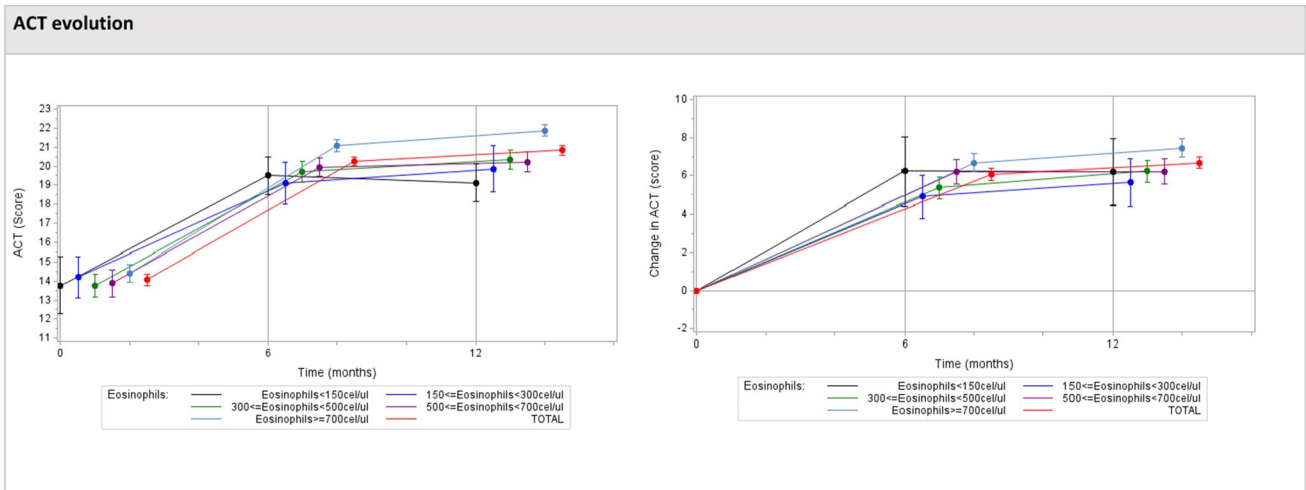 ACT evolution
23
22
21
20
19
18
17
16
15
14
13
12
11
ACT (Score)
0 6 12
Time (months)
Eosinophils: Eosinophils<150cel/ul 150<=Eosinophils<300cel/ul
300<=Eosinophils<500cel/ul 500<=Eosinophils<700cel/ul
Eosinophils>=700cel/ul TOTAL
10
8
6
4
2
0
-2
Change in ACT (score)
0 6 12
Time (months)
Eosinophils: Eosinophils<150cel/ul 150<=Eosinophils<300cel/ul
300<=Eosinophils<500cel/ul 500<=Eosinophils<700cel/ul
Eosinophils>=700cel/ul TOTAL